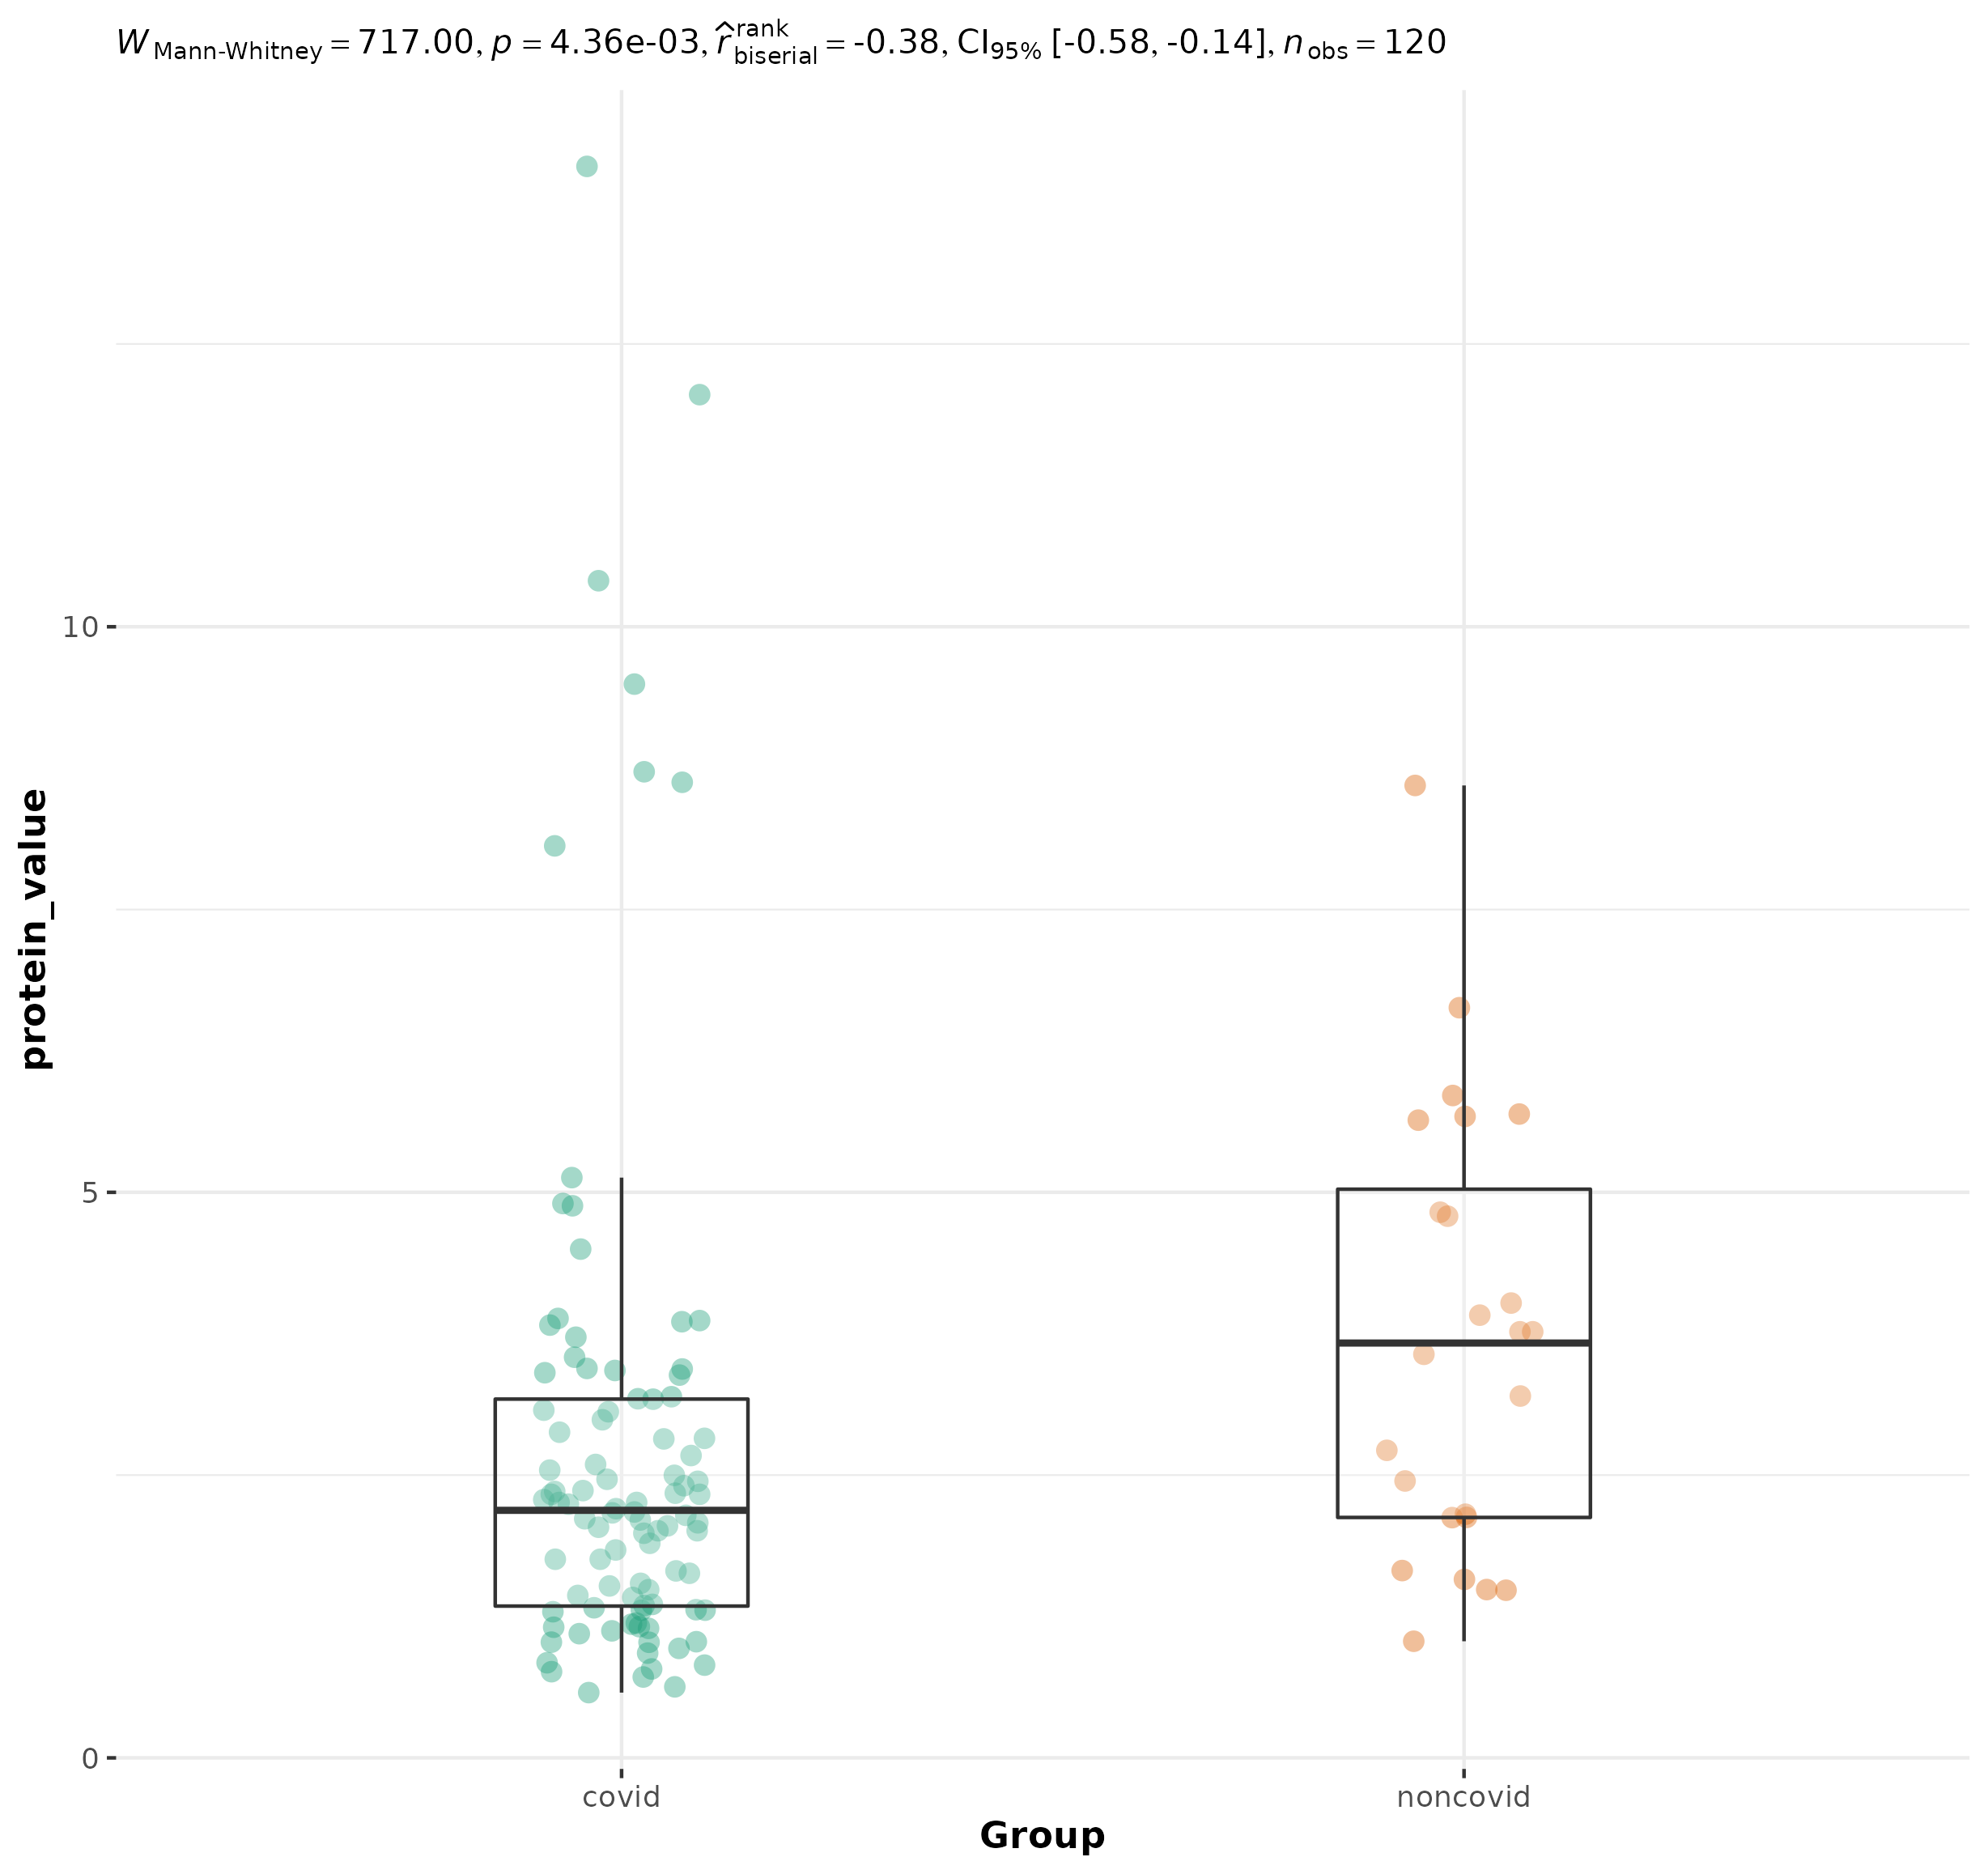 W Mann-Whitney = 717.00, p = 4.36e-03, r̂ rank biserial = -0.38, CI95% [-0.58, -0.14], n obs = 120
10
5
0
protein_value
covid noncovid
Group